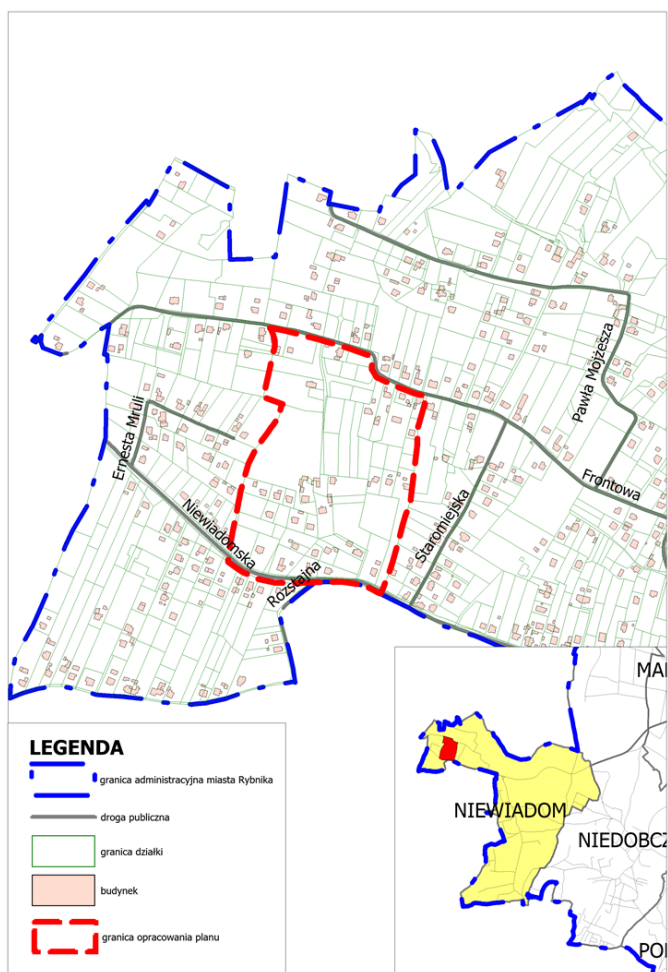 Pawła Mojżesza
Ernesta Mruli
Frontowa
Niewiadomska
Staromiejska
Rozstajna
LEGENDA
granica administracyjna miasta Rybnika
droga publiczna
granica działki
budynek
granica opracowania planu
MA
NIEWIADOM
NIEDOBCZ
PO